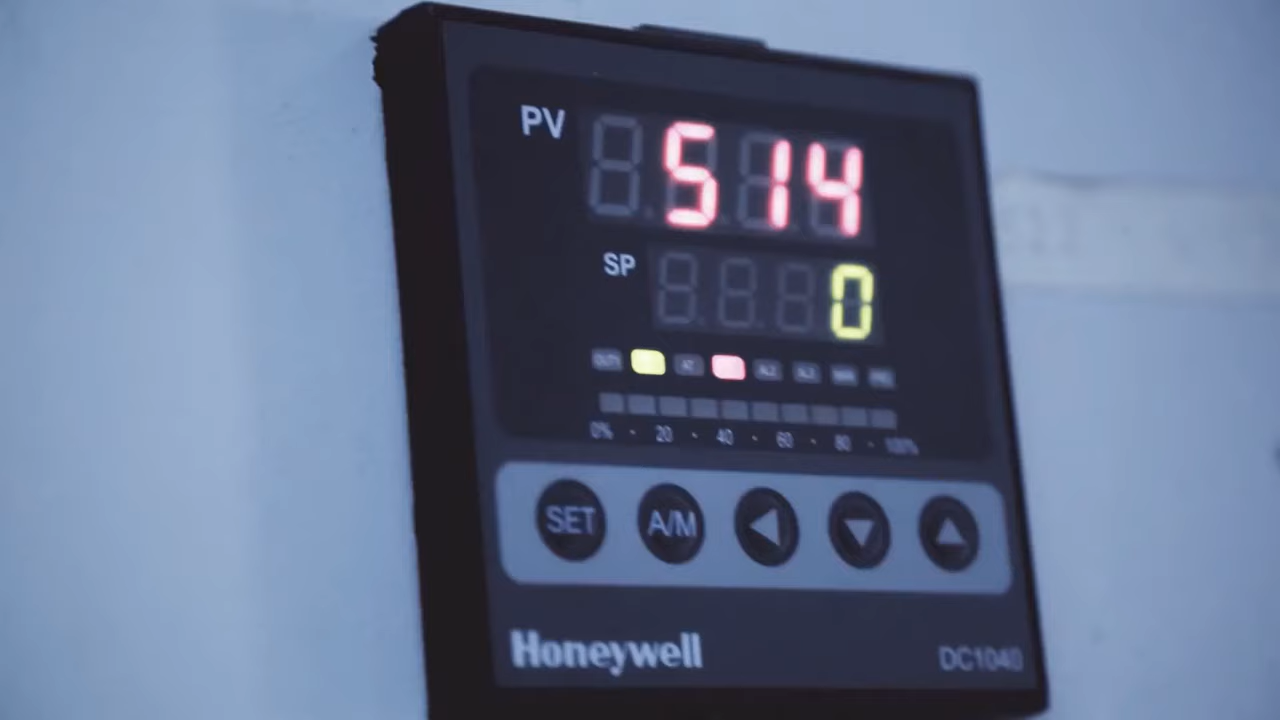 PV 514
SP 0
0% · 20 · 40 · 60 · 80 · 100%
SET A/M
Honeywell DC1040